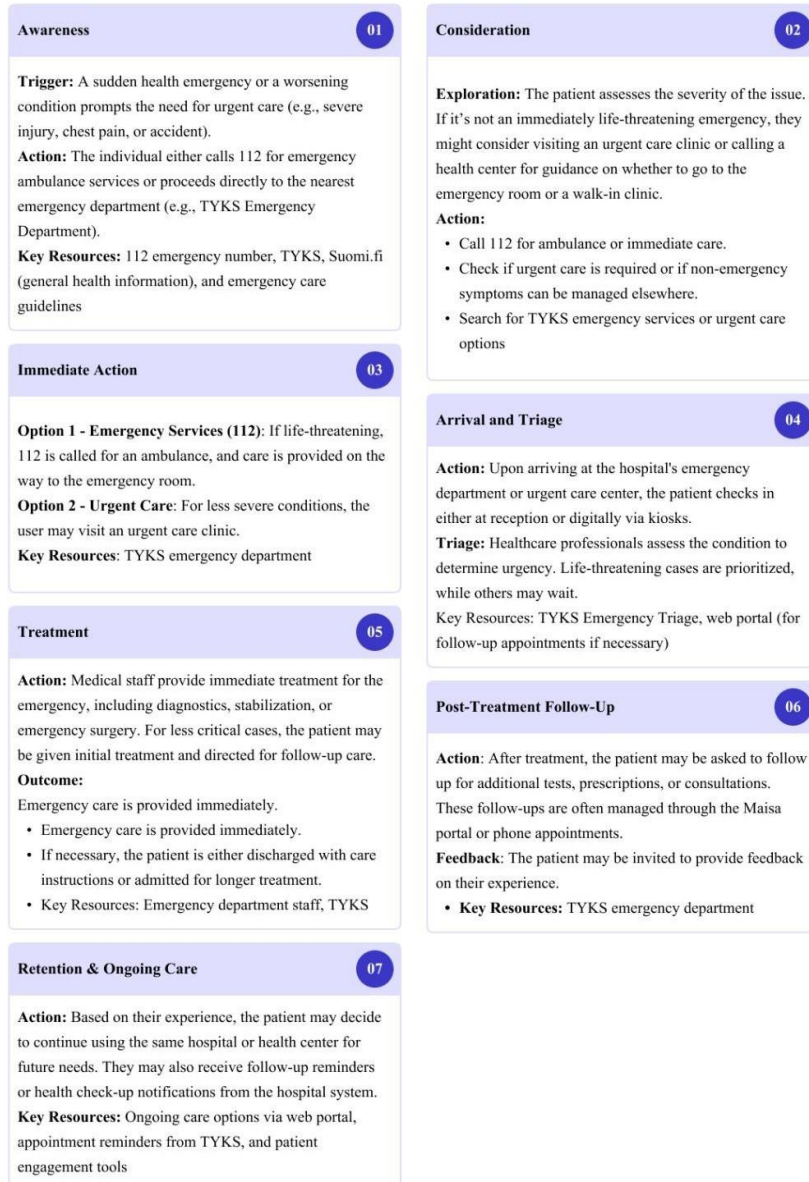 Awareness
01
Trigger: A sudden health emergency or a worsening
condition prompts the need for urgent care (e.g., severe
injury, chest pain, or accident).
Action: The individual either calls 112 for emergency
ambulance services or proceeds directly to the nearest
emergency department (e.g., TYKS Emergency
Department).
Key Resources: 112 emergency number, TYKS, Suomi.fi
(general health information), and emergency care
guidelines
Consideration
02
Exploration: The patient assesses the severity of the issue.
If it’s not an immediately life-threatening emergency, they
might consider visiting an urgent care clinic or calling a
health center for guidance on whether to go to the
emergency room or a walk-in clinic.
Action:
• Call 112 for ambulance or immediate care.
• Check if urgent care is required or if non-emergency
symptoms can be managed elsewhere.
• Search for TYKS emergency services or urgent care
options
Immediate Action
03
Option 1 - Emergency Services (112): If life-threatening,
112 is called for an ambulance, and care is provided on the
way to the emergency room.
Option 2 - Urgent Care: For less severe conditions, the
user may visit an urgent care clinic.
Key Resources: TYKS emergency department
Arrival and Triage
04
Action: Upon arriving at the hospital's emergency
department or urgent care center, the patient checks in
either at reception or digitally via kiosks.
Triage: Healthcare professionals assess the condition to
determine urgency. Life-threatening cases are prioritized,
while others may wait.
Key Resources: TYKS Emergency Triage, web portal (for
follow-up appointments if necessary)
Treatment
05
Action: Medical staff provide immediate treatment for the
emergency, including diagnostics, stabilization, or
emergency surgery. For less critical cases, the patient may
be given initial treatment and directed for follow-up care.
Outcome:
Emergency care is provided immediately.
• Emergency care is provided immediately.
• If necessary, the patient is either discharged with care
instructions or admitted for longer treatment.
• Key Resources: Emergency department staff, TYKS
Post-Treatment Follow-Up
06
Action: After treatment, the patient may be asked to follow
up for additional tests, prescriptions, or consultations.
These follow-ups are often managed through the Maisa
portal or phone appointments.
Feedback: The patient may be invited to provide feedback
on their experience.
• Key Resources: TYKS emergency department
Retention & Ongoing Care
07
Action: Based on their experience, the patient may decide
to continue using the same hospital or health center for
future needs. They may also receive follow-up reminders
or health check-up notifications from the hospital system.
Key Resources: Ongoing care options via web portal,
appointment reminders from TYKS, and patient
engagement tools